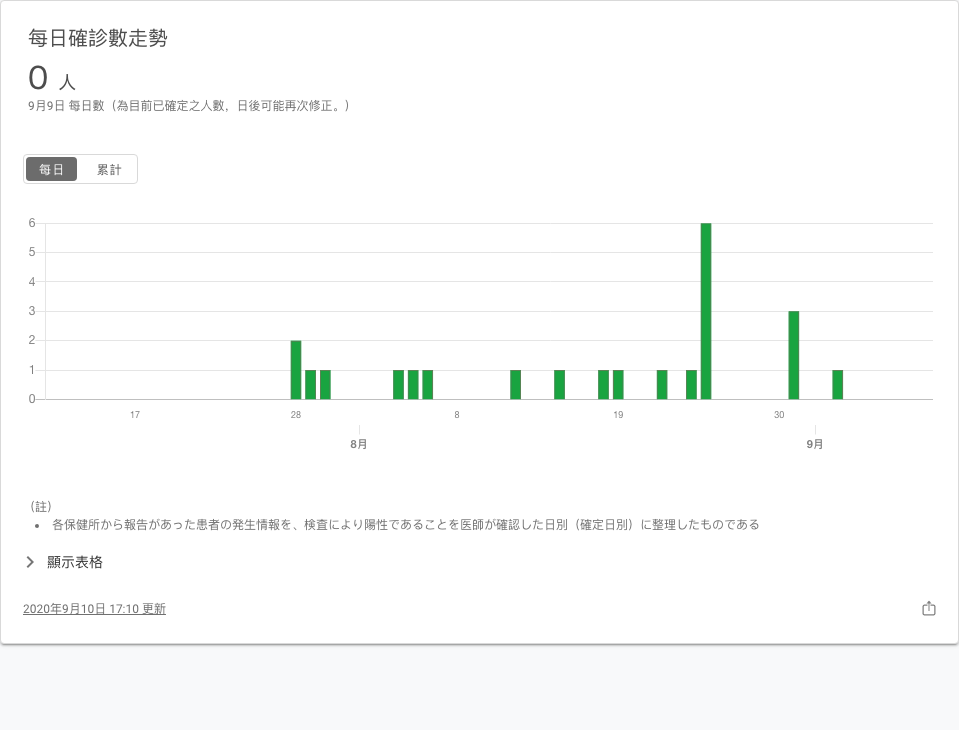 每日確診數走勢
0 人
9月9日 每日數（為目前已確定之人數，日後可能再次修正。）
每日 累計
6
5
4
3
2
1
0
17 28 8 19 30
8月 9月
（註）
• 各保健所から報告があった患者の発生情報を、検査により陽性であることを医師が確認した日別（確定日別）に整理したものである
顯示表格
2020年9月10日 17:10 更新